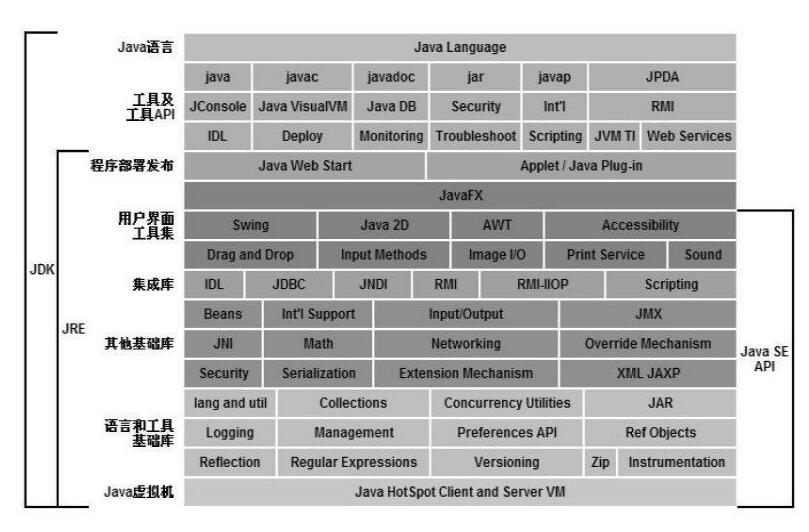 Java语言
Java Language
java javac javadoc jar javap JPDA
工具及
工具API
JConsole Java VisualVM Java DB Security Int'l RMI
IDL Deploy Monitoring Troubleshoot Scripting JVM TI Web Services
程序部署发布
Java Web Start Applet / Java Plug-in
JavaFX
用户界面
工具集
Swing Java 2D AWT Accessibility
Drag and Drop Input Methods Image I/O Print Service Sound
集成库
IDL JDBC JNDI RMI RMI-IIOP Scripting
Beans Int'l Support Input/Output JMX
其他基础库
JNI Math Networking Override Mechanism
Security Serialization Extension Mechanism XML JAXP
lang and util Collections Concurrency Utilities JAR
语言和工具
基础库
Logging Management Preferences API Ref Objects
Reflection Regular Expressions Versioning Zip Instrumentation
Java虚拟机
Java HotSpot Client and Server VM
JDK
JRE
Java SE
API